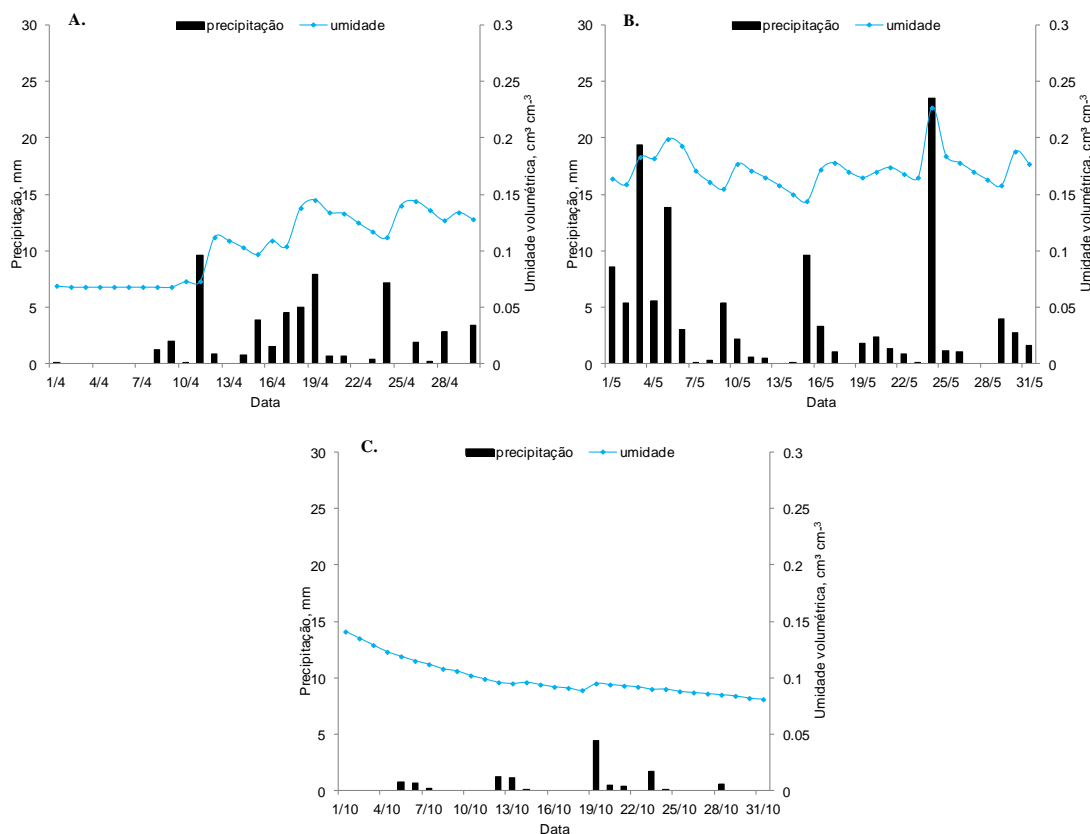 A.
precipitação umidade
30
25
20
15
10
5
0
Precipitação, mm
0.3
0.25
0.2
0.15
0.1
0.05
0
Umidade volumétrica, cm³ cm-³
1/4 4/4 7/4 10/4 13/4 16/4 19/4 22/4 25/4 28/4
Data
B.
precipitação umidade
30
25
20
15
10
5
0
Precipitação, mm
0.3
0.25
0.2
0.15
0.1
0.05
0
Umidade volumétrica, cm³ cm-³
1/5 4/5 7/5 10/5 13/5 16/5 19/5 22/5 25/5 28/5 31/5
Data
C.
precipitação umidade
30
25
20
15
10
5
0
Precipitação, mm
0.3
0.25
0.2
0.15
0.1
0.05
0
Umidade volumétrica, cm³ cm-³
1/10 4/10 7/10 10/10 13/10 16/10 19/10 22/10 25/10 28/10 31/10
Data